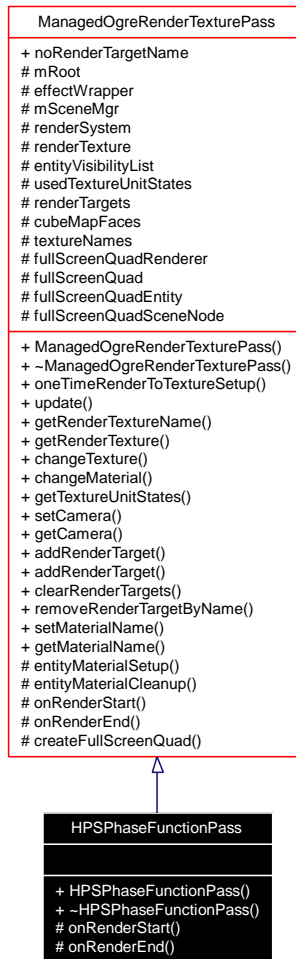 ManagedOgreRenderTexturePass
+ noRenderTargetName
# mRoot
# effectWrapper
# mSceneMgr
# renderSystem
# renderTexture
# entityVisibilityList
# usedTextureUnitStates
# renderTargets
# cubeMapFaces
# textureNames
# fullScreenQuadRenderer
# fullScreenQuad
# fullScreenQuadEntity
# fullScreenQuadSceneNode
+ ManagedOgreRenderTexturePass()
+ ~ManagedOgreRenderTexturePass()
+ oneTimeRenderToTextureSetup()
+ update()
+ getRenderTextureName()
+ getRenderTexture()
+ changeTexture()
+ changeMaterial()
+ getTextureUnitStates()
+ setCamera()
+ getCamera()
+ addRenderTarget()
+ addRenderTarget()
+ clearRenderTargets()
+ removeRenderTargetByName()
+ setMaterialName()
+ getMaterialName()
# entityMaterialSetup()
# entityMaterialCleanup()
# onRenderStart()
# onRenderEnd()
# createFullScreenQuad()
HPSPhaseFunctionPass
+ HPSPhaseFunctionPass()
+ ~HPSPhaseFunctionPass()
# onRenderStart()
# onRenderEnd()